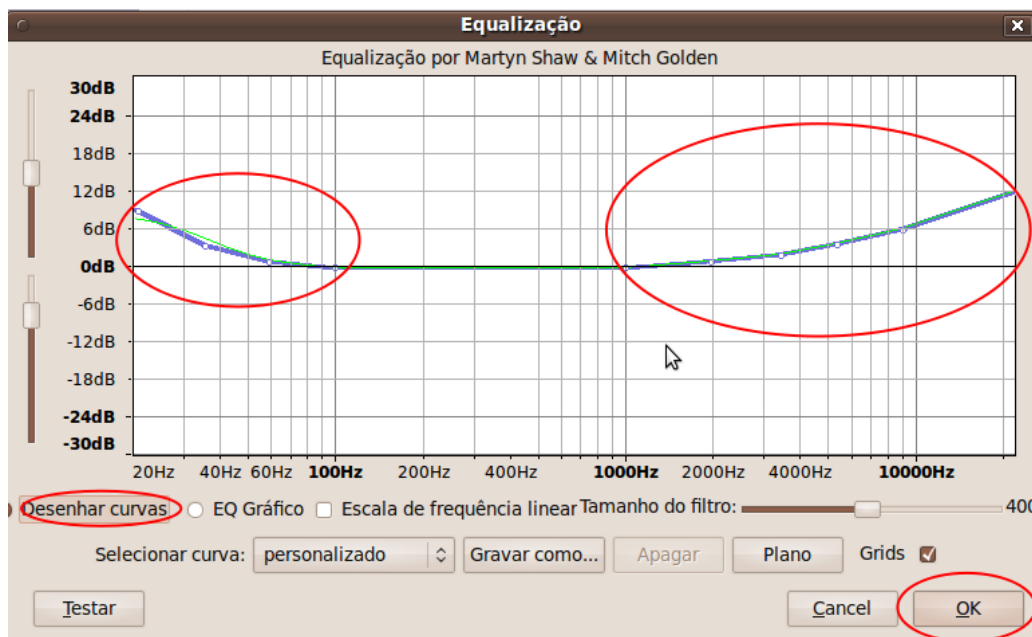 Equalização
Equalização por Martyn Shaw & Mitch Golden
30dB
24dB
18dB
12dB
6dB
0dB
-6dB
-12dB
-18dB
-24dB
-30dB
20Hz 40Hz 60Hz 100Hz 200Hz 400Hz 1000Hz 2000Hz 4000Hz 10000Hz
Desenhar curvas EQ Gráfico Escala de frequência linear Tamanho do filtro: 400
Selecionar curva: personalizado Gravar como... Apagar Plano Grids
Testar Cancel OK